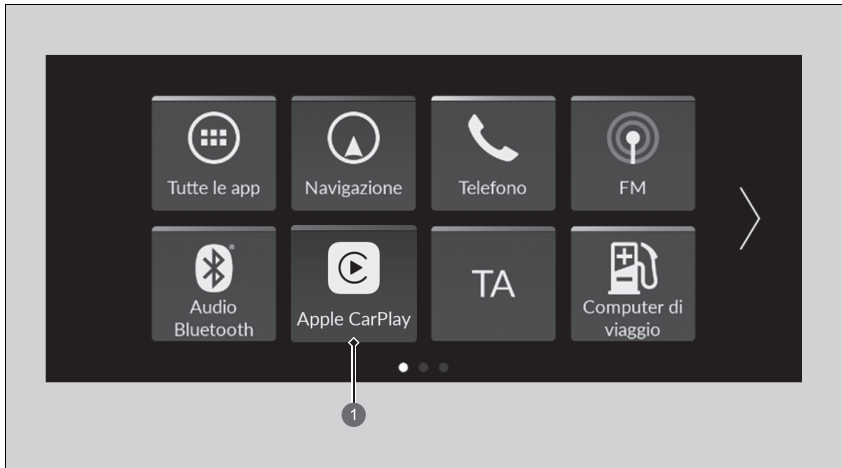 Tutte le app
Navigazione
Telefono
FM
Audio
Bluetooth
Apple CarPlay
TA
Computer di
viaggio
1